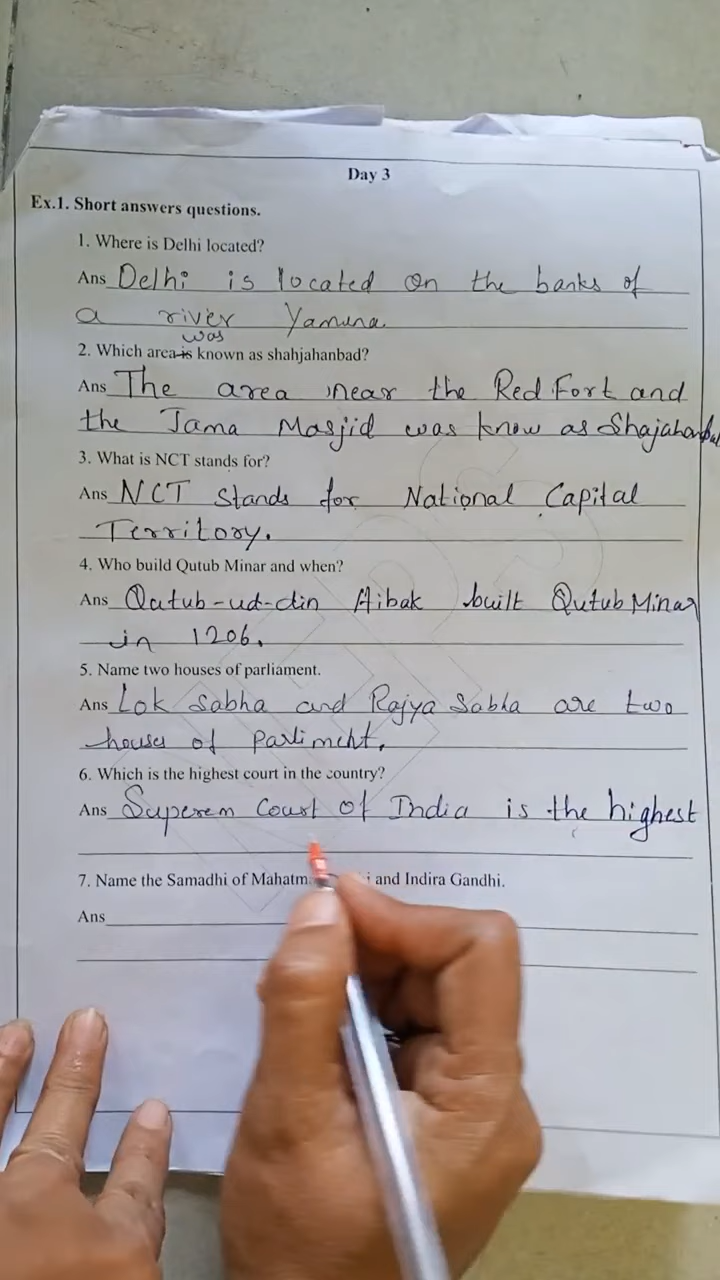 Day 3
Ex.1. Short answers questions.
1. Where is Delhi located?
Ans Delhi is located on the banks of
a river Yamuna
was
2. Which area is known as shahjahanbad?
Ans The area near the Red Fort and
the Jama Masjid was know as
3. What is NCT stands for?
Ans NCT stands for National Capital
Territory.
4. Who build Qutub Minar and when?
Ans Qatub-ud-din Aibak built Qutub Minar
in 1206.
5. Name two houses of parliament.
Ans Lok Sabha and Rajya Sabha are two
houses of
6. Which is the highest court in the country?
Ans Superem Court of India is the highest
7. Name the Samadhi of and Indira Gandhi.
Ans